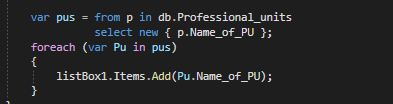 var pus = from p in db.Professional_units
select new { p.Name_of_PU };
foreach (var Pu in pus)
{
listBox1.Items.Add(Pu.Name_of_PU);
}